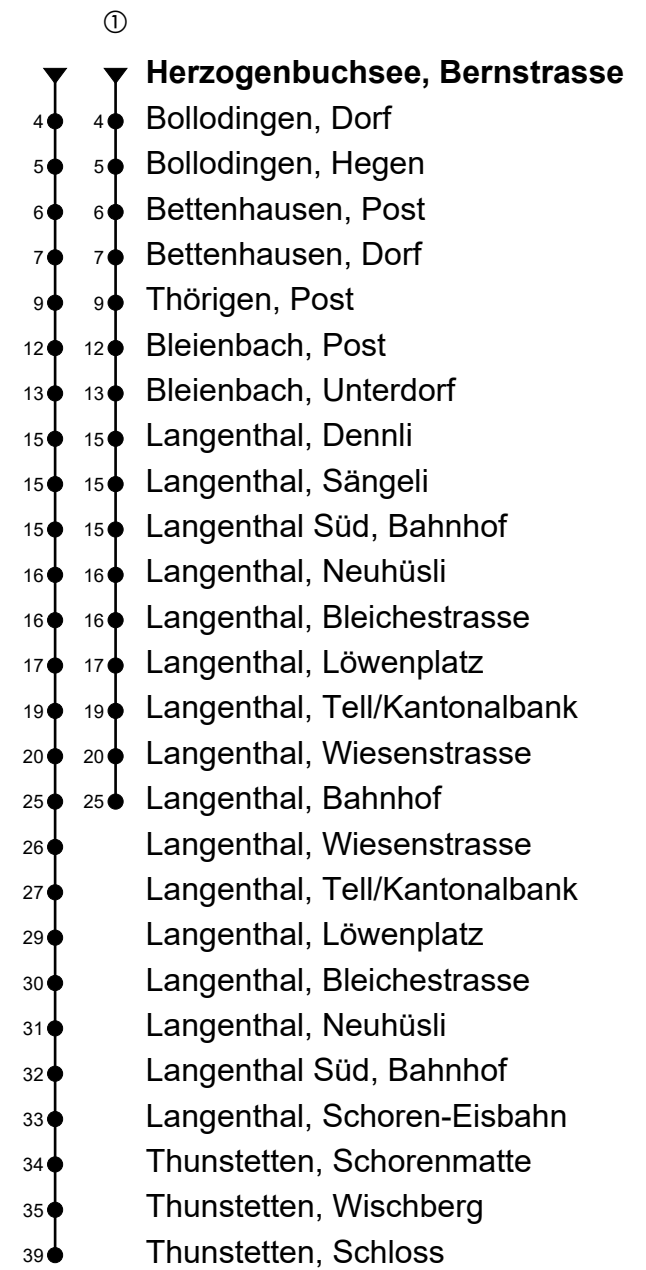 ①
Herzogenbuchsee, Bernstrasse
4 4 Bollodingen, Dorf
5 5 Bollodingen, Hegen
6 6 Bettenhausen, Post
7 7 Bettenhausen, Dorf
9 9 Thörigen, Post
12 12 Bleienbach, Post
13 13 Bleienbach, Unterdorf
15 15 Langenthal, Dennli
15 15 Langenthal, Sängeli
15 15 Langenthal Süd, Bahnhof
16 16 Langenthal, Neuhüsli
16 16 Langenthal, Bleichestrasse
17 17 Langenthal, Löwenplatz
19 19 Langenthal, Tell/Kantonalbank
20 20 Langenthal, Wiesenstrasse
25 25 Langenthal, Bahnhof
26 Langenthal, Wiesenstrasse
27 Langenthal, Tell/Kantonalbank
29 Langenthal, Löwenplatz
30 Langenthal, Bleichestrasse
31 Langenthal, Neuhüsli
32 Langenthal Süd, Bahnhof
33 Langenthal, Schoren-Eisbahn
34 Thunstetten, Schorenmatte
35 Thunstetten, Wischberg
39 Thunstetten, Schloss